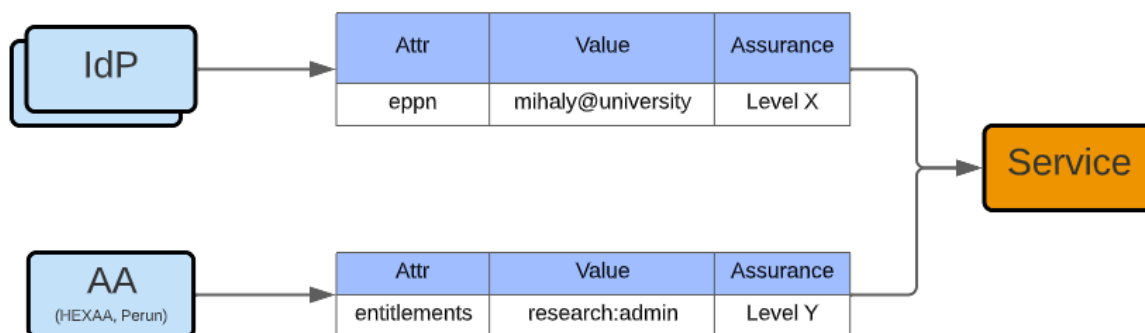 IdP
Attr Value Assurance
eppn mihaly@university Level X
Service
AA
(HEXAA, Perun)
Attr Value Assurance
entitlements research:admin Level Y